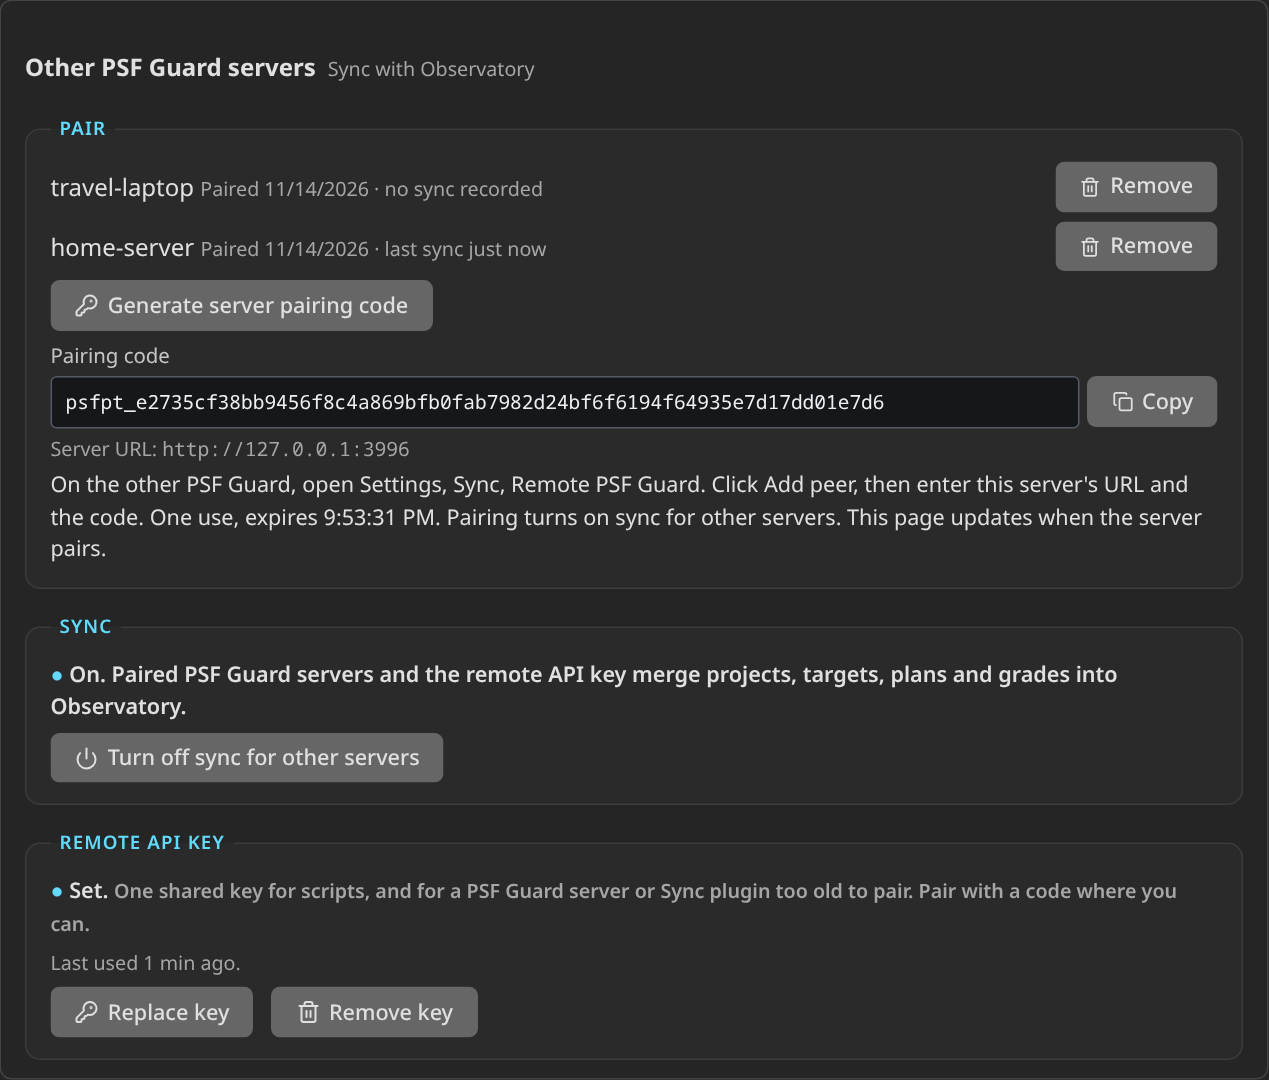 Other PSF Guard servers Sync with Observatory
PAIR
travel-laptop Paired 11/14/2026 · no sync recorded
Remove
home-server Paired 11/14/2026 · last sync just now
Remove
Generate server pairing code
Pairing code
psfpt_e2735cf38bb9456f8c4a869bfb0fab7982d24bf6f6194f64935e7d17dd01e7d6
Copy
Server URL: http://127.0.0.1:3996
On the other PSF Guard, open Settings, Sync, Remote PSF Guard. Click Add peer, then enter this server's URL and
the code. One use, expires 9:53:31 PM. Pairing turns on sync for other servers. This page updates when the server
pairs.
SYNC
On. Paired PSF Guard servers and the remote API key merge projects, targets, plans and grades into
Observatory.
Turn off sync for other servers
REMOTE API KEY
Set. One shared key for scripts, and for a PSF Guard server or Sync plugin too old to pair. Pair with a code where you
can.
Last used 1 min ago.
Replace key
Remove key